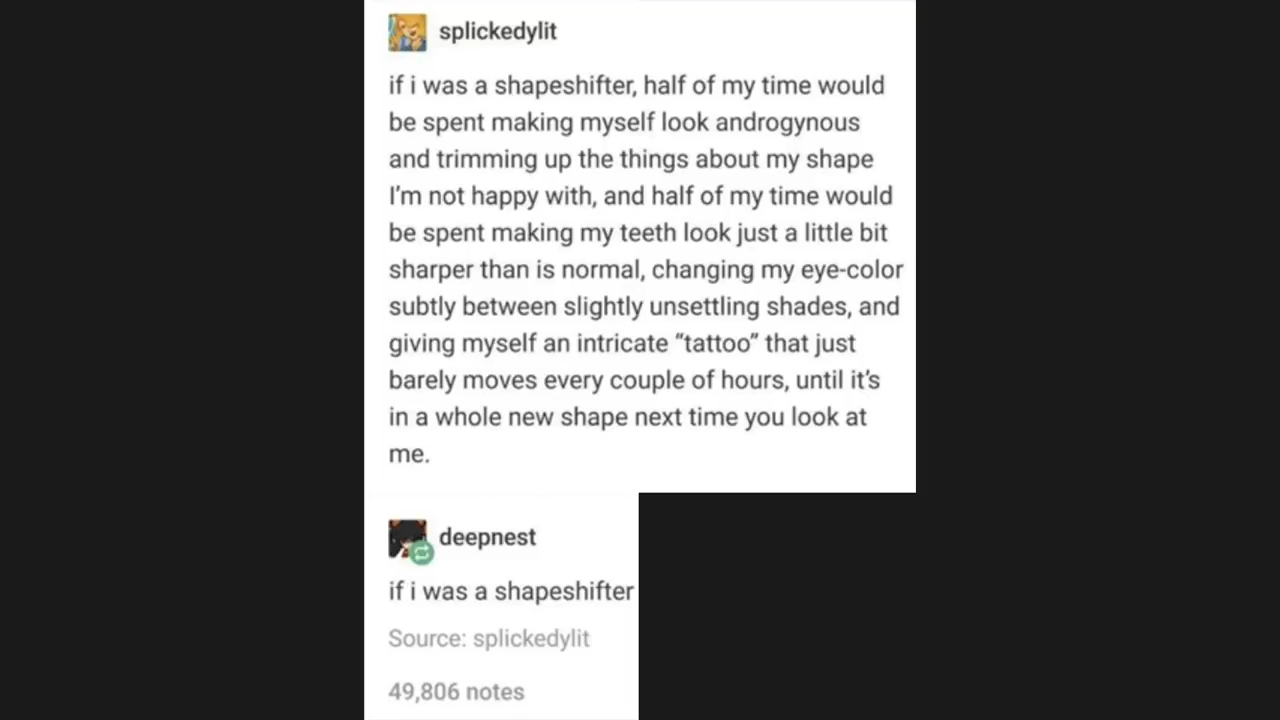 splickedylit
if i was a shapeshifter, half of my time would
be spent making myself look androgynous
and trimming up the things about my shape
I’m not happy with, and half of my time would
be spent making my teeth look just a little bit
sharper than is normal, changing my eye-color
subtly between slightly unsettling shades, and
giving myself an intricate “tattoo” that just
barely moves every couple of hours, until it’s
in a whole new shape next time you look at
me.
deepnest
if i was a shapeshifter
Source: splickedylit
49,806 notes